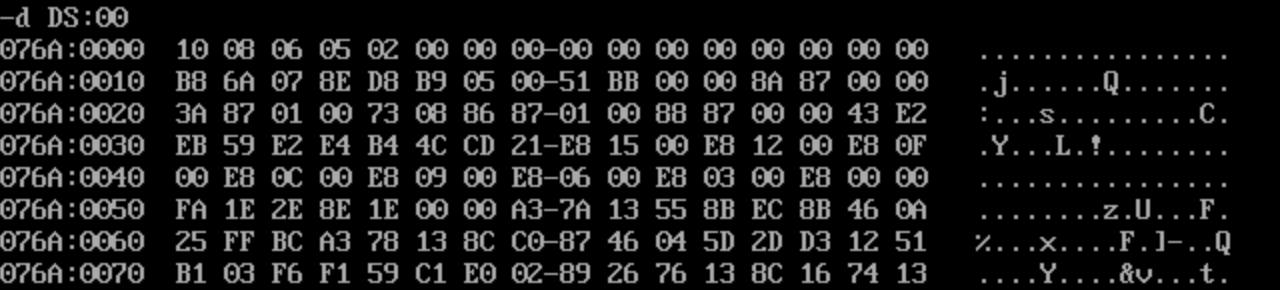 -d DS:00
076A:0000  10 08 06 05 02 00 00 00-00 00 00 00 00 00 00 00   ................
076A:0010  B8 6A 07 8E D8 B9 05 00-51 BB 00 00 8A 87 00 00   .j......Q.......
076A:0020  3A 87 01 00 73 08 86 87-01 00 88 87 00 00 43 E2   :...s.........C.
076A:0030  EB 59 E2 E4 B4 4C CD 21-E8 15 00 E8 12 00 E8 0F   .Y...L.!........
076A:0040  00 E8 0C 00 E8 09 00 E8-06 00 E8 03 00 E8 00 00   ................
076A:0050  FA 1E 2E 8E 1E 00 00 A3-7A 13 55 8B EC 8B 46 0A   ........z.U...F.
076A:0060  25 FF BC A3 78 13 8C C0-87 46 04 5D 2D D3 12 51   %...x....F.]-..Q
076A:0070  B1 03 F6 F1 59 C1 E0 02-89 26 76 13 8C 16 74 13   ....Y....&v...t.